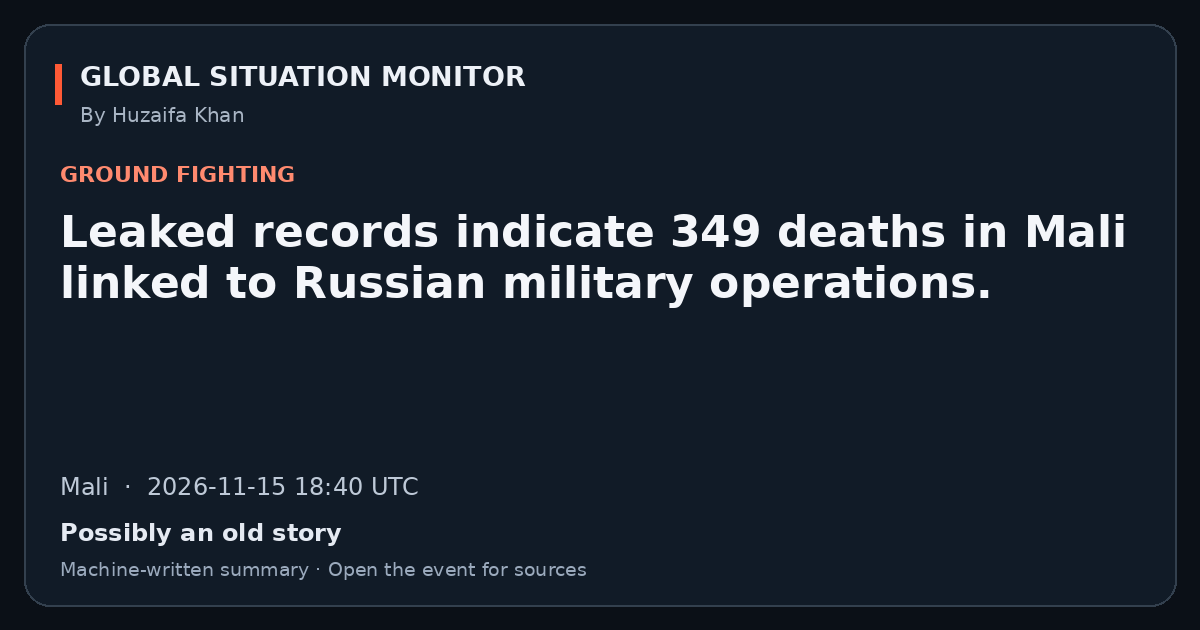 GLOBAL SITUATION MONITOR
By Huzaifa Khan
GROUND FIGHTING
Leaked records indicate 349 deaths in Mali
linked to Russian military operations.
Mali · 2026-11-15 18:40 UTC
Possibly an old story
Machine-written summary · Open the event for sources